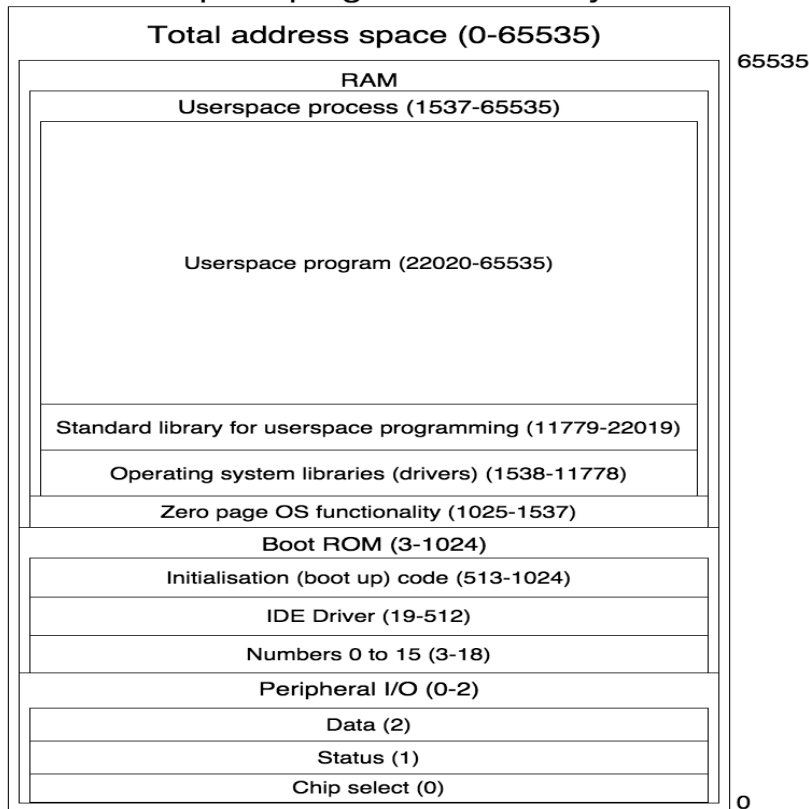 Total address space (0-65535)
65535
RAM
Userspace process (1537-65535)
Userspace program (22020-65535)
Standard library for userspace programming (11779-22019)
Operating system libraries (drivers) (1538-11778)
Zero page OS functionality (1025-1537)
Boot ROM (3-1024)
Initialisation (boot up) code (513-1024)
IDE Driver (19-512)
Numbers 0 to 15 (3-18)
Peripheral I/O (0-2)
Data (2)
Status (1)
Chip select (0)
0